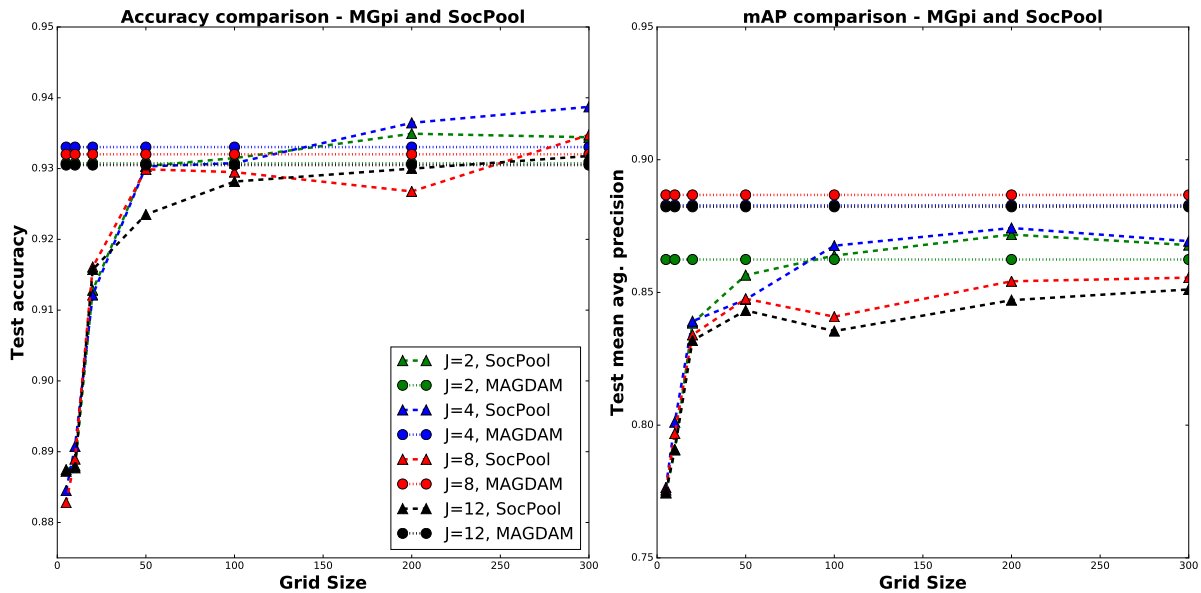 Accuracy comparison - MGpi and SocPool
0.95
0.94
0.93
0.92
0.91
0.90
0.89
0.88
Test accuracy
0 50 100 150 200 250 300
Grid Size
J=2, SocPool
J=2, MAGDAM
J=4, SocPool
J=4, MAGDAM
J=8, SocPool
J=8, MAGDAM
J=12, SocPool
J=12, MAGDAM
mAP comparison - MGpi and SocPool
0.95
0.90
0.85
0.80
0.75
Test mean avg. precision
0 50 100 150 200 250 300
Grid Size